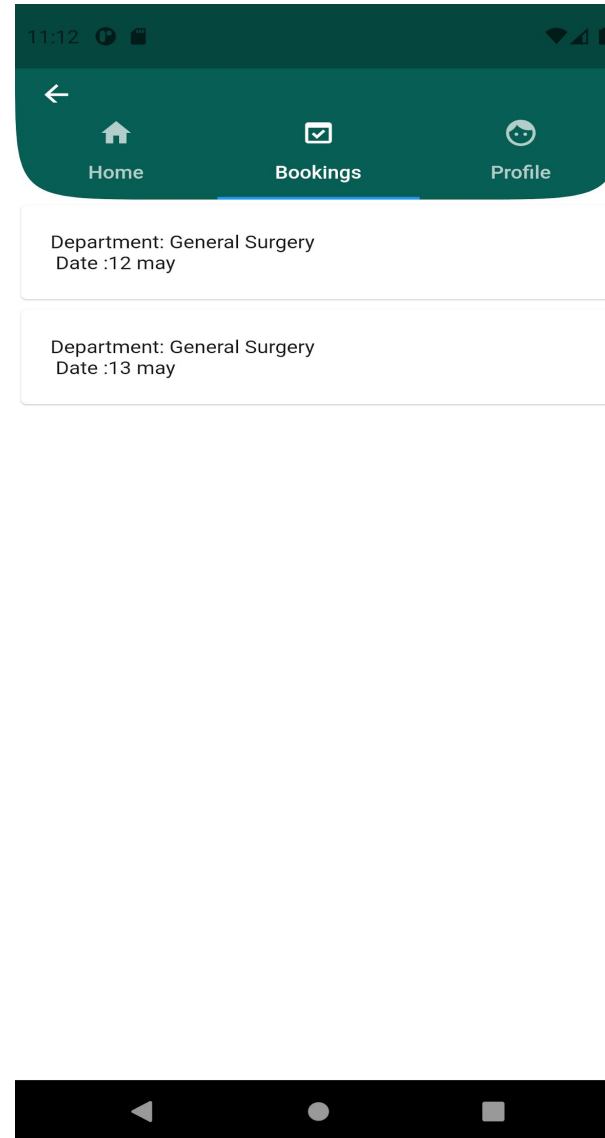 11:12
Home Bookings Profile
Department: General Surgery
Date :12 may
Department: General Surgery
Date :13 may